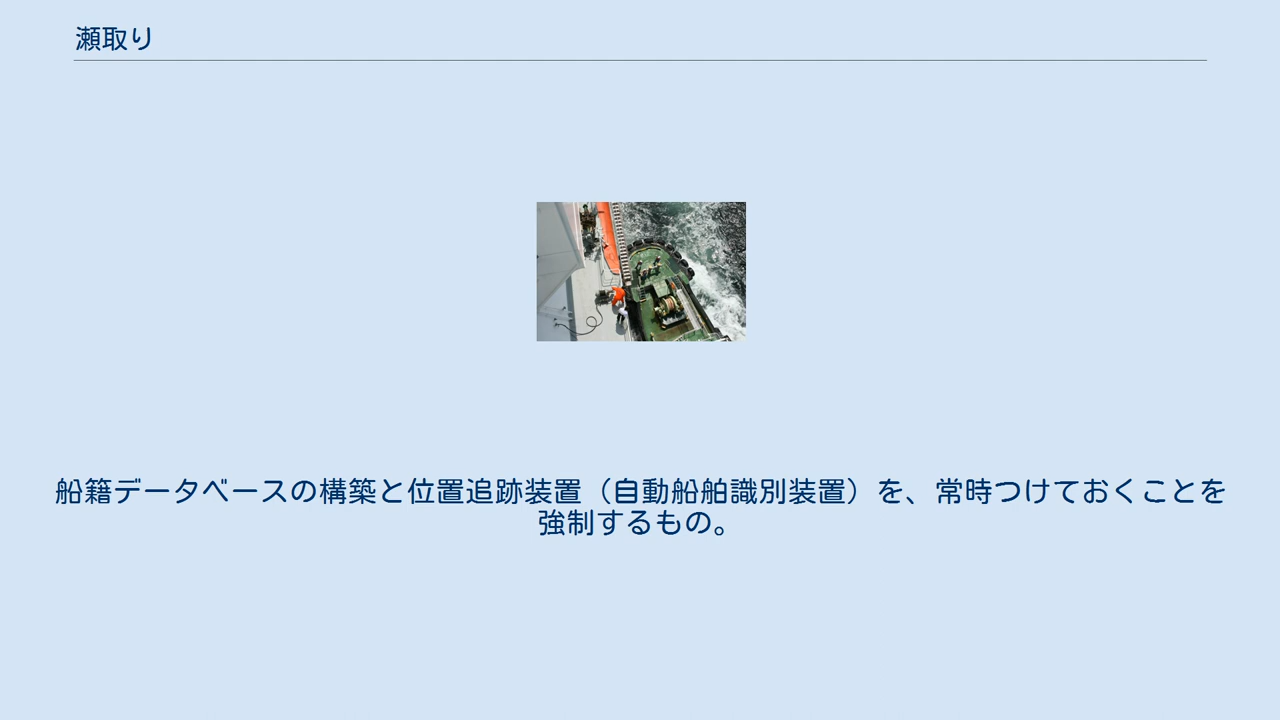 瀬取り
船籍データベースの構築と位置追跡装置（自動船舶識別装置）を、常時つけておくことを
強制するもの。